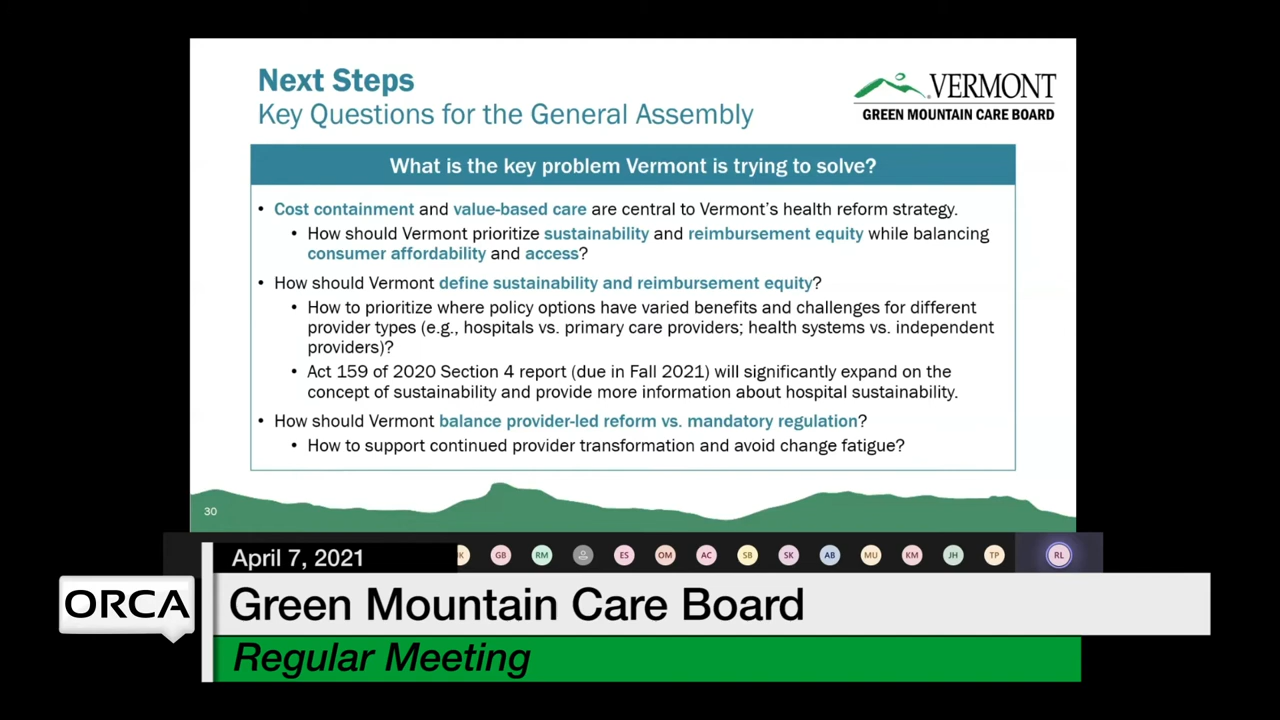 Next Steps
Key Questions for the General Assembly
VERMONT
GREEN MOUNTAIN CARE BOARD
What is the key problem Vermont is trying to solve?
• Cost containment and value-based care are central to Vermont's health reform strategy.
• How should Vermont prioritize sustainability and reimbursement equity while balancing
consumer affordability and access?
• How should Vermont define sustainability and reimbursement equity?
• How to prioritize where policy options have varied benefits and challenges for different
provider types (e.g., hospitals vs. primary care providers; health systems vs. independent
providers)?
• Act 159 of 2020 Section 4 report (due in Fall 2021) will significantly expand on the
concept of sustainability and provide more information about hospital sustainability.
• How should Vermont balance provider-led reform vs. mandatory regulation?
• How to support continued provider transformation and avoid change fatigue?
30
K GB RM ES OM AC SB SK AB MU KM JH TP RL
April 7, 2021
ORCA
Green Mountain Care Board
Regular Meeting